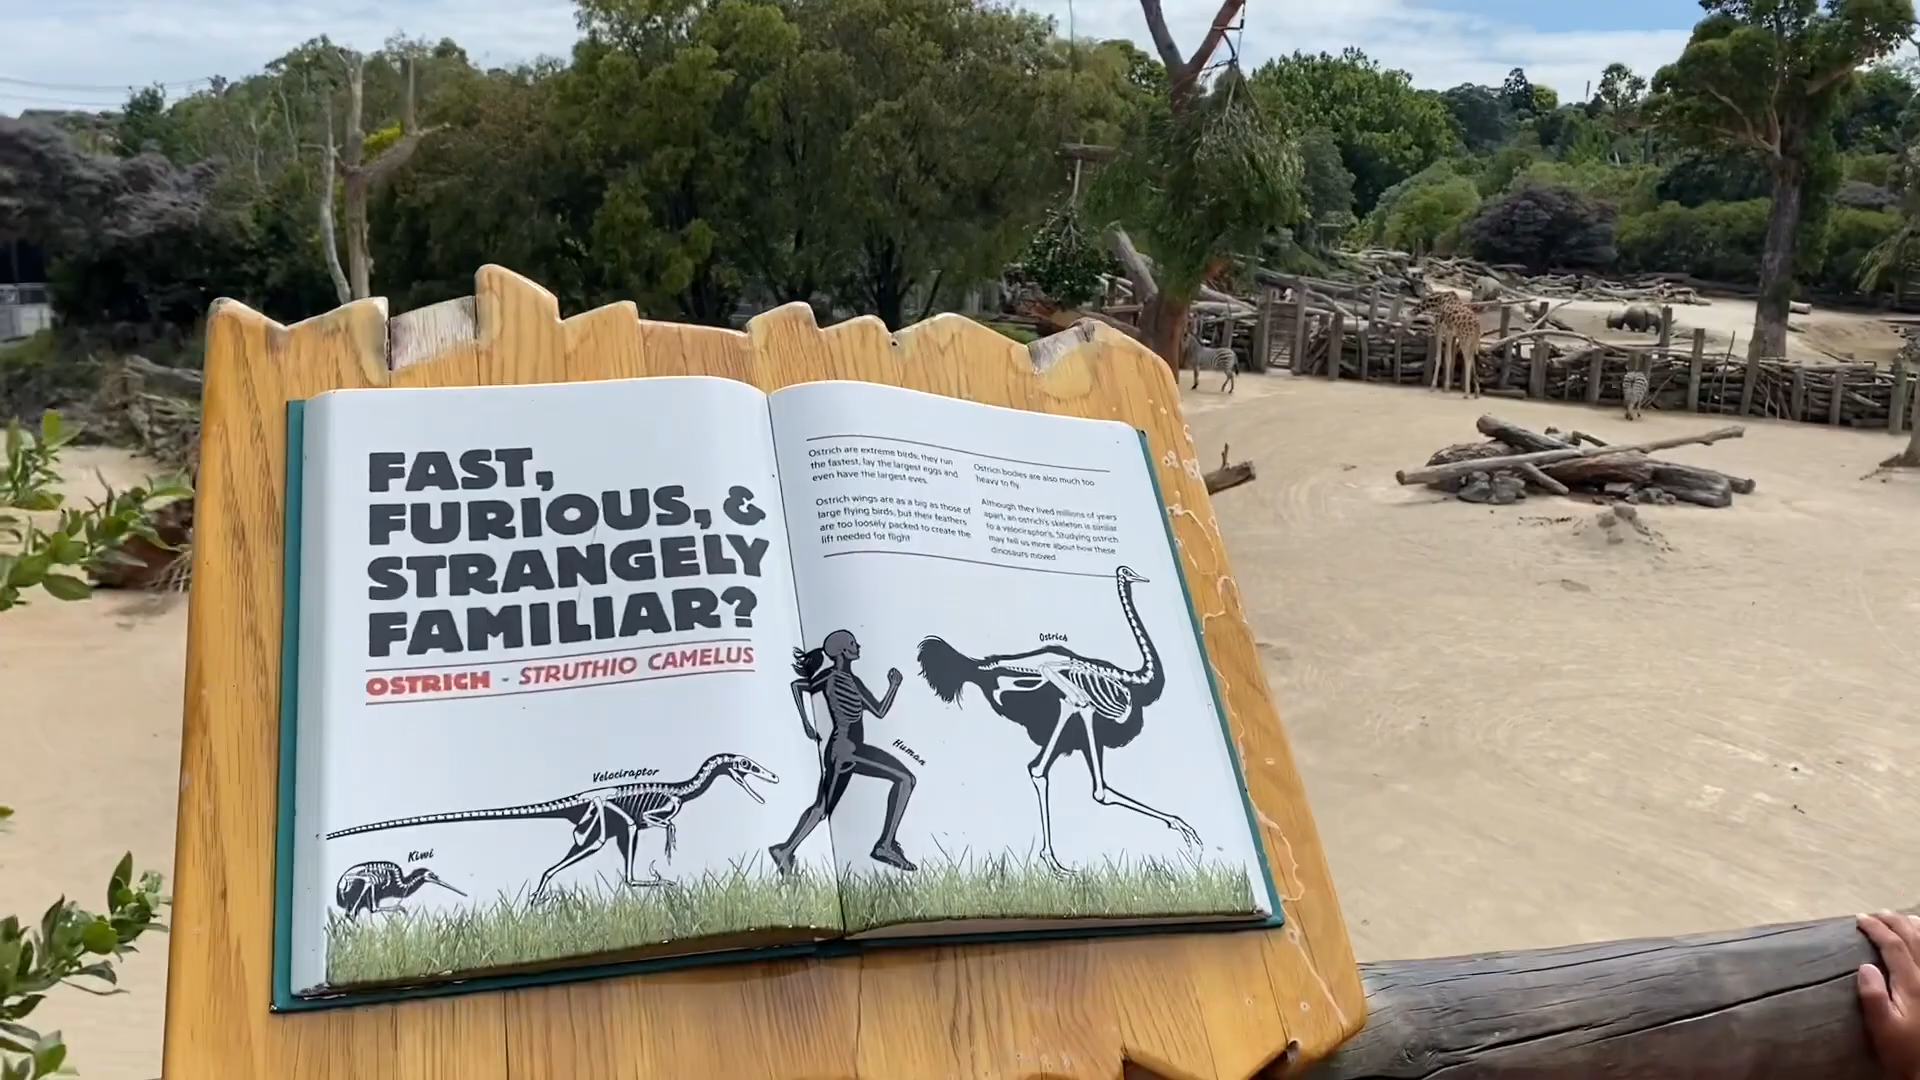 FAST,
FURIOUS, &
STRANGELY
FAMILIAR?
OSTRICH - STRUTHIO CAMELUS
Ostrich are extreme birds, they run
the fastest, lay the largest eggs and
even have the largest eyes.
Ostrich wings are as a big as those of
large flying birds, but their feathers
are too loosely packed to create the
lift needed for flight
Ostrich bodies are also much too
heavy to fly.
Although they lived millions of years
apart, an ostrich's skeleton is similar
to a velociraptor's. Studying ostrich
may tell us more about how these
dinosaurs moved.
Kiwi
Velociraptor
Human
Ostrich